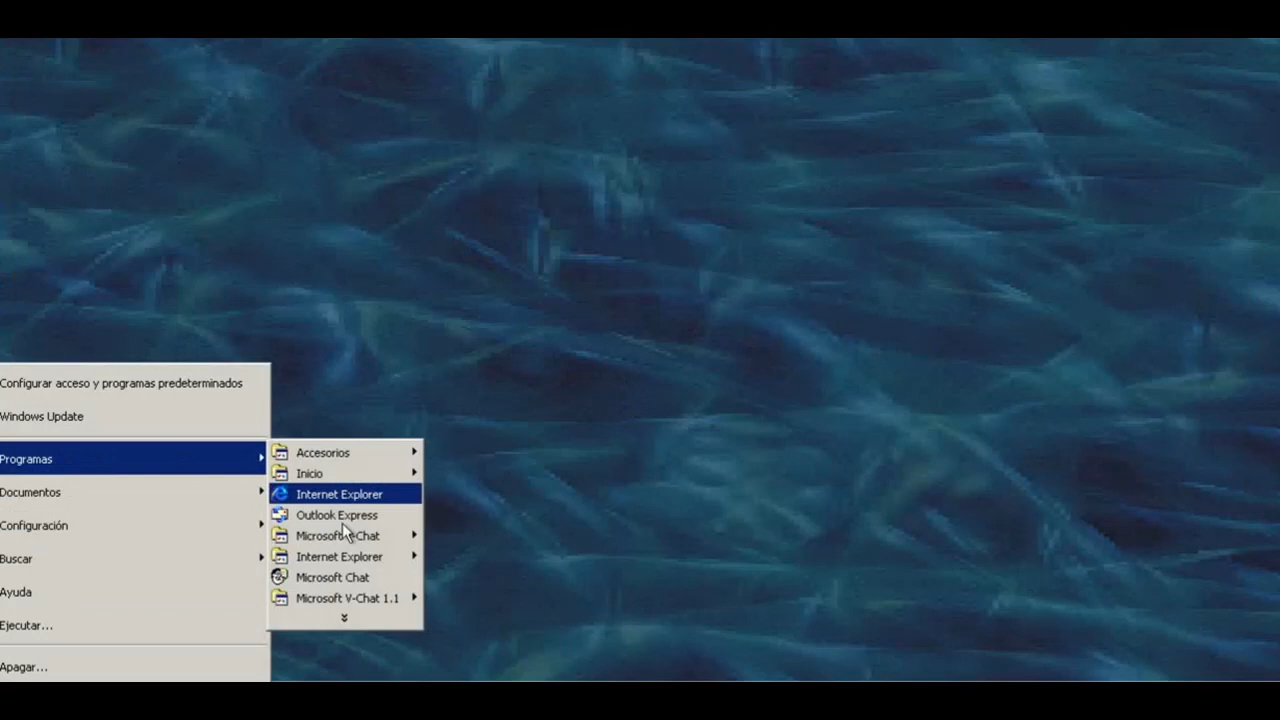 Configurar acceso y programas predeterminados
Windows Update
Programas
Documentos
Configuración
Buscar
Ayuda
Ejecutar...
Apagar...
Accesorios
Inicio
Internet Explorer
Outlook Express
Microsoft Chat
Internet Explorer
Microsoft Chat
Microsoft V-Chat 1.1